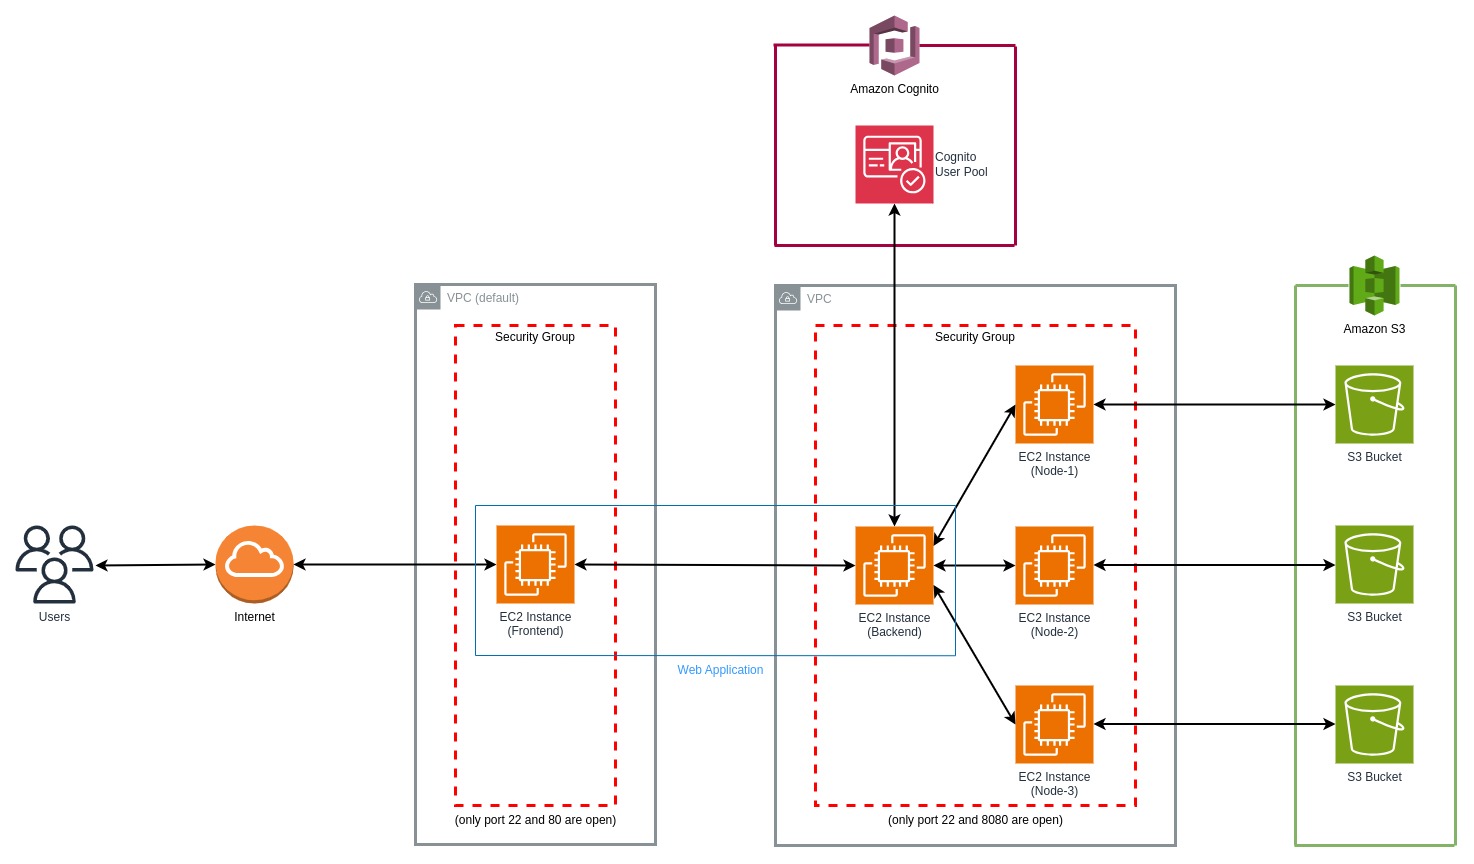 Amazon Cognito
Cognito
User Pool
VPC (default)
VPC
Amazon S3
Security Group
Security Group
EC2 Instance
(Node-1)
S3 Bucket
Users
Internet
EC2 Instance
(Frontend)
EC2 Instance
(Backend)
EC2 Instance
(Node-2)
S3 Bucket
Web Application
EC2 Instance
(Node-3)
S3 Bucket
(only port 22 and 80 are open)
(only port 22 and 8080 are open)